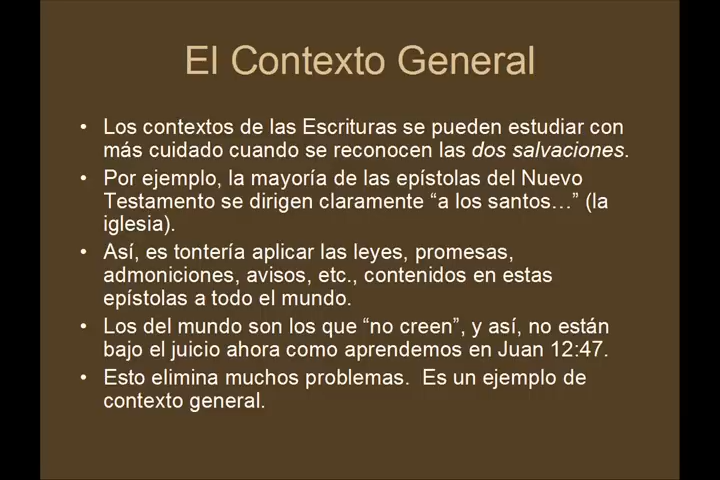 El Contexto General
• Los contextos de las Escrituras se pueden estudiar con
más cuidado cuando se reconocen las dos salvaciones.
• Por ejemplo, la mayoría de las epístolas del Nuevo
Testamento se dirigen claramente “a los santos…” (la
iglesia).
• Así, es tontería aplicar las leyes, promesas,
admoniciones, avisos, etc., contenidos en estas
epístolas a todo el mundo.
• Los del mundo son los que “no creen”, y así, no están
bajo el juicio ahora como aprendemos en Juan 12:47.
• Esto elimina muchos problemas.  Es un ejemplo de
contexto general.